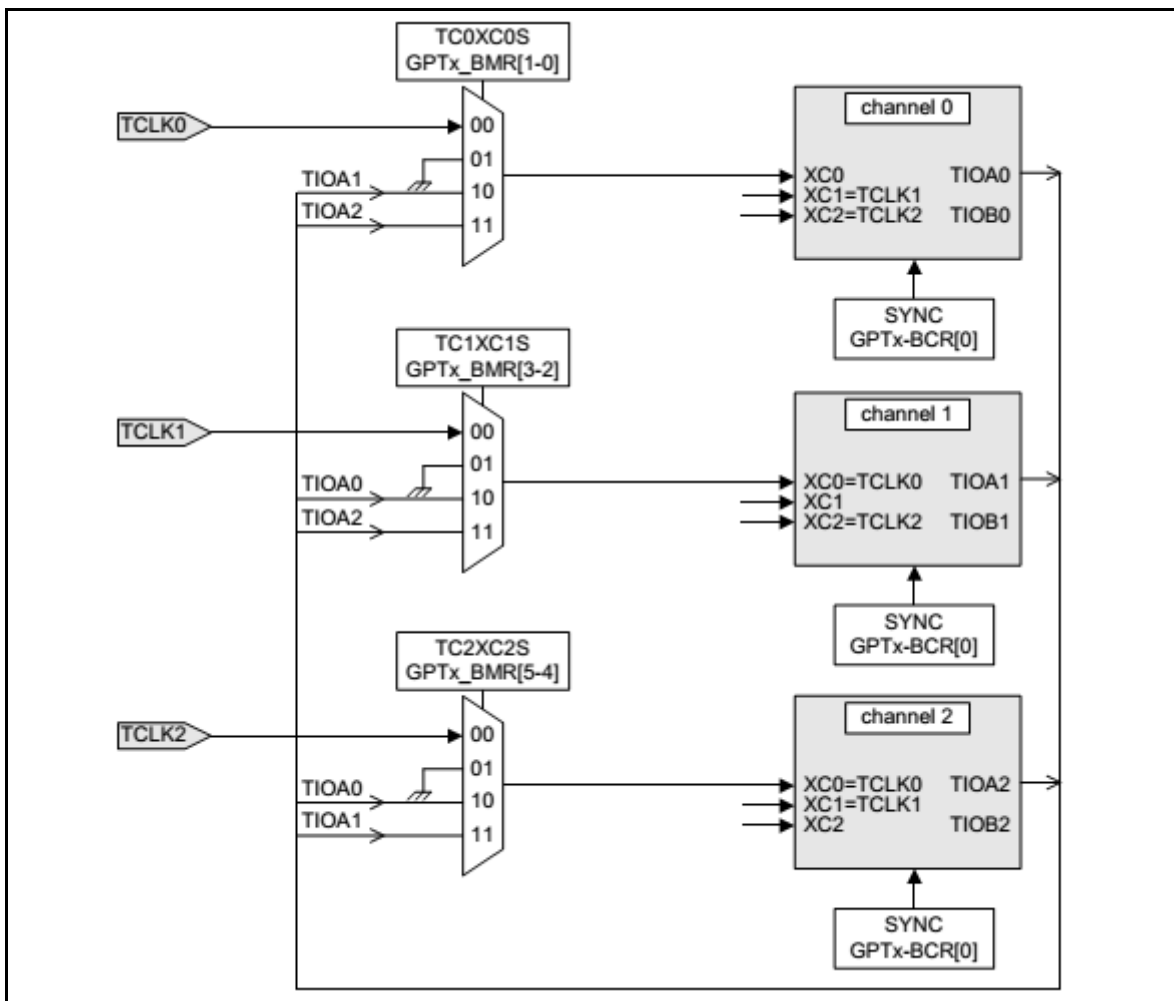 TC0XC0S
GPTx_BMR[1-0]
TCLK0
00
01
TIOA1
10
TIOA2
11
channel 0
XC0 TIOA0
XC1=TCLK1
XC2=TCLK2 TIOB0
SYNC
GPTx-BCR[0]
TC1XC1S
GPTx_BMR[3-2]
TCLK1
00
01
TIOA0
10
TIOA2
11
channel 1
XC0=TCLK0 TIOA1
XC1
XC2=TCLK2 TIOB1
SYNC
GPTx-BCR[0]
TC2XC2S
GPTx_BMR[5-4]
TCLK2
00
01
TIOA0
10
TIOA1
11
channel 2
XC0=TCLK0 TIOA2
XC1=TCLK1
XC2 TIOB2
SYNC
GPTx-BCR[0]